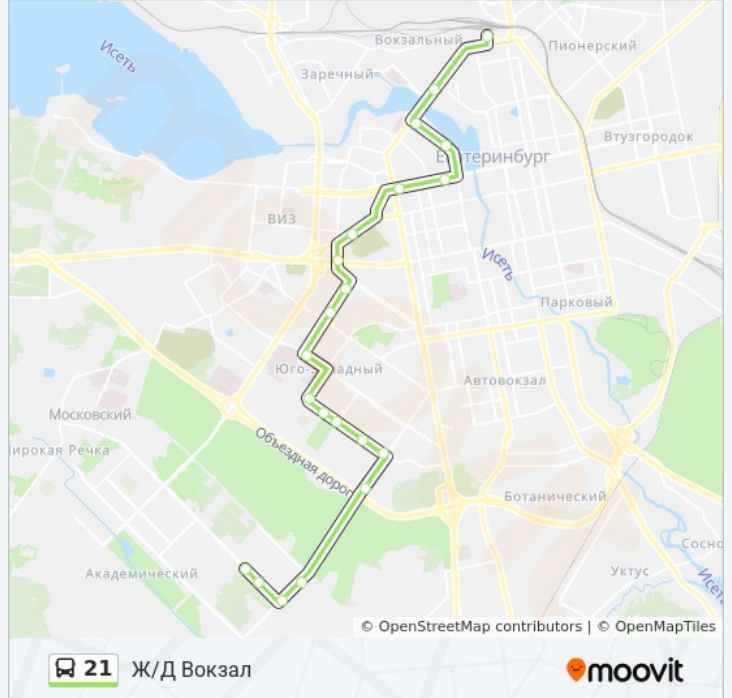 Вокзальный
Исеть
Пионерский
Заречный
Втузгородок
Екатеринбург
ВИЗ
Исеть
Парковый
Юго-Западный
Автовокзал
Московский
Широкая Речка
Объездная дорога
Ботанический
Академический
Уктус
Сосно
Исеть
© OpenStreetMap contributors | © OpenMapTiles
21 Ж/Д Вокзал
moovit